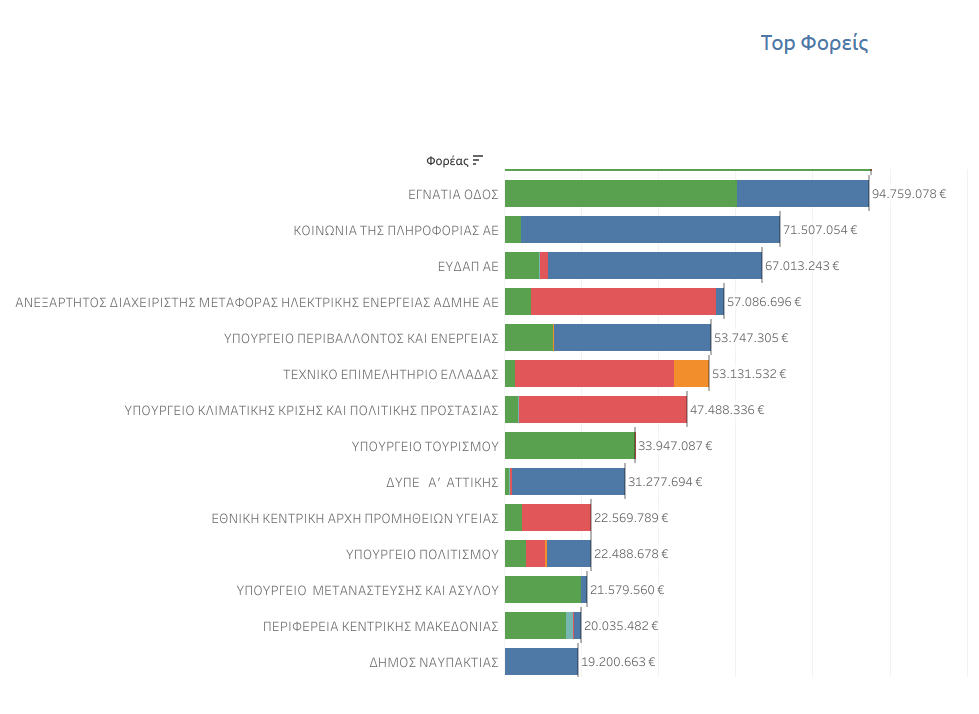 Top Φορείς
Φορέας
ΕΓΝΑΤΙΑ ΟΔΟΣ 94.759.078 €
ΚΟΙΝΩΝΙΑ ΤΗΣ ΠΛΗΡΟΦΟΡΙΑΣ ΑΕ 71.507.054 €
ΕΥΔΑΠ ΑΕ 67.013.243 €
ΑΝΕΞΑΡΤΗΤΟΣ ΔΙΑΧΕΙΡΙΣΤΗΣ ΜΕΤΑΦΟΡΑΣ ΗΛΕΚΤΡΙΚΗΣ ΕΝΕΡΓΕΙΑΣ ΑΔΜΗΕ ΑΕ 57.086.696 €
ΥΠΟΥΡΓΕΙΟ ΠΕΡΙΒΑΛΛΟΝΤΟΣ ΚΑΙ ΕΝΕΡΓΕΙΑΣ 53.747.305 €
ΤΕΧΝΙΚΟ ΕΠΙΜΕΛΗΤΗΡΙΟ ΕΛΛΑΔΑΣ 53.131.532 €
ΥΠΟΥΡΓΕΙΟ ΚΛΙΜΑΤΙΚΗΣ ΚΡΙΣΗΣ ΚΑΙ ΠΟΛΙΤΙΚΗΣ ΠΡΟΣΤΑΣΙΑΣ 47.488.336 €
ΥΠΟΥΡΓΕΙΟ ΤΟΥΡΙΣΜΟΥ 33.947.087 €
ΔΥΠΕ Α’ ΑΤΤΙΚΗΣ 31.277.694 €
ΕΘΝΙΚΗ ΚΕΝΤΡΙΚΗ ΑΡΧΗ ΠΡΟΜΗΘΕΙΩΝ ΥΓΕΙΑΣ 22.569.789 €
ΥΠΟΥΡΓΕΙΟ ΠΟΛΙΤΙΣΜΟΥ 22.488.678 €
ΥΠΟΥΡΓΕΙΟ ΜΕΤΑΝΑΣΤΕΥΣΗΣ ΚΑΙ ΑΣΥΛΟΥ 21.579.560 €
ΠΕΡΙΦΕΡΕΙΑ ΚΕΝΤΡΙΚΗΣ ΜΑΚΕΔΟΝΙΑΣ 20.035.482 €
ΔΗΜΟΣ ΝΑΥΠΑΚΤΙΑΣ 19.200.663 €